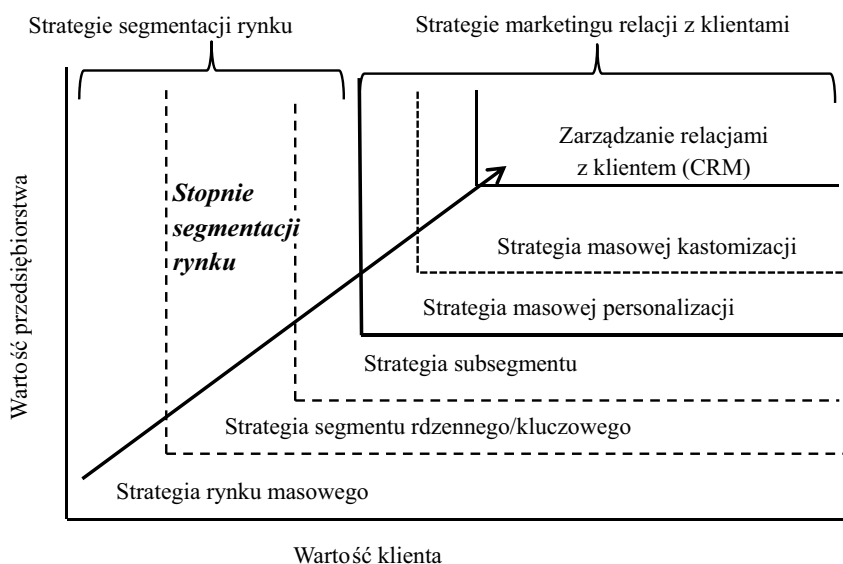 Strategie segmentacji rynku
Strategie marketingu relacji z klientami
Zarządzanie relacjami
z klientem (CRM)
Stopnie
segmentacji
rynku
Wartość przedsiębiorstwa
Strategia masowej kastomizacji
Strategia masowej personalizacji
Strategia subsegmentu
Strategia segmentu rdzennego/kluczowego
Strategia rynku masowego
Wartość klienta